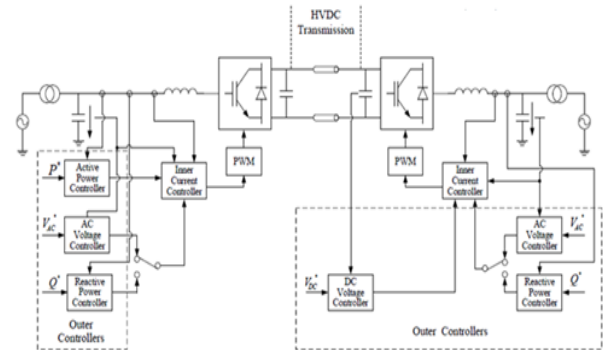 HVDC
Transmission
PWM
PWM
P*
Active
Power
Controller
Inner
Current
Controller
Inner
Current
Controller
V*AC
AC
Voltage
Controller
AC
Voltage
Controller
V*AC
Q*
Reactive
Power
Controller
V*DC
DC
Voltage
Controller
Reactive
Power
Controller
Q*
Outer
Controllers
Outer Controllers